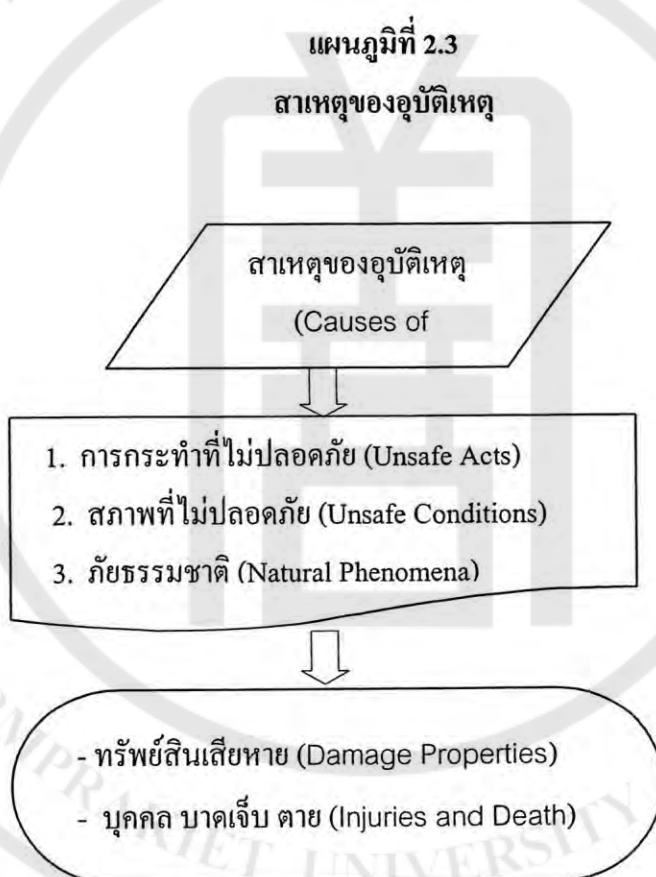 แผนภูมิที่ 2.3
สาเหตุของอุบัติเหตุ
สาเหตุของอุบัติเหตุ
(Causes of
1. การกระทำที่ไม่ปลอดภัย (Unsafe Acts)
2. สภาพที่ไม่ปลอดภัย (Unsafe Conditions)
3. ภัยธรรมชาติ (Natural Phenomena)
- ทรัพย์สินเสียหาย (Damage Properties)
- บุคคล บาดเจ็บ ตาย (Injuries and Death)
UNIVERSITY